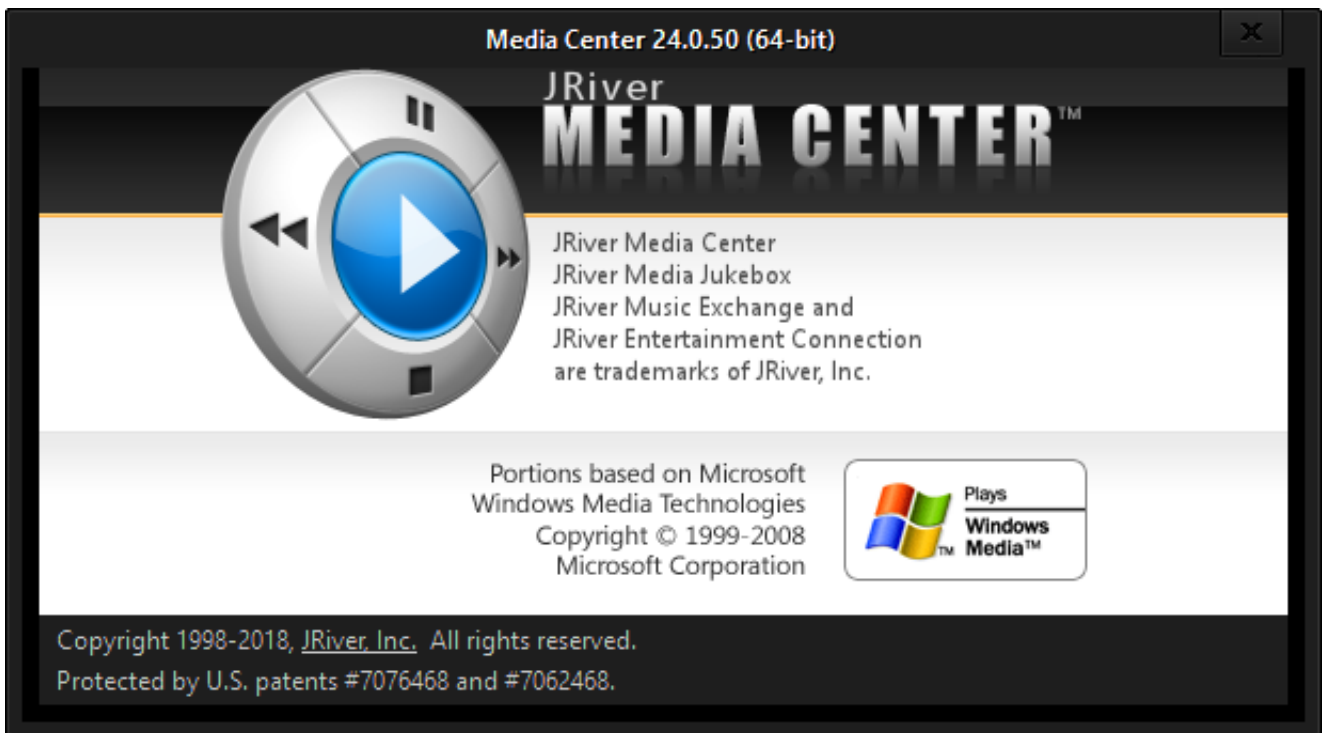 Media Center 24.0.50 (64-bit)
JRiver
MEDIA CENTER™
JRiver Media Center
JRiver Media Jukebox
JRiver Music Exchange and
JRiver Entertainment Connection
are trademarks of JRiver, Inc.
Portions based on Microsoft
Windows Media Technologies
Copyright © 1999-2008
Microsoft Corporation
Plays
Windows
Media™
TM
Copyright 1998-2018, JRiver, Inc. All rights reserved.
Protected by U.S. patents #7076468 and #7062468.